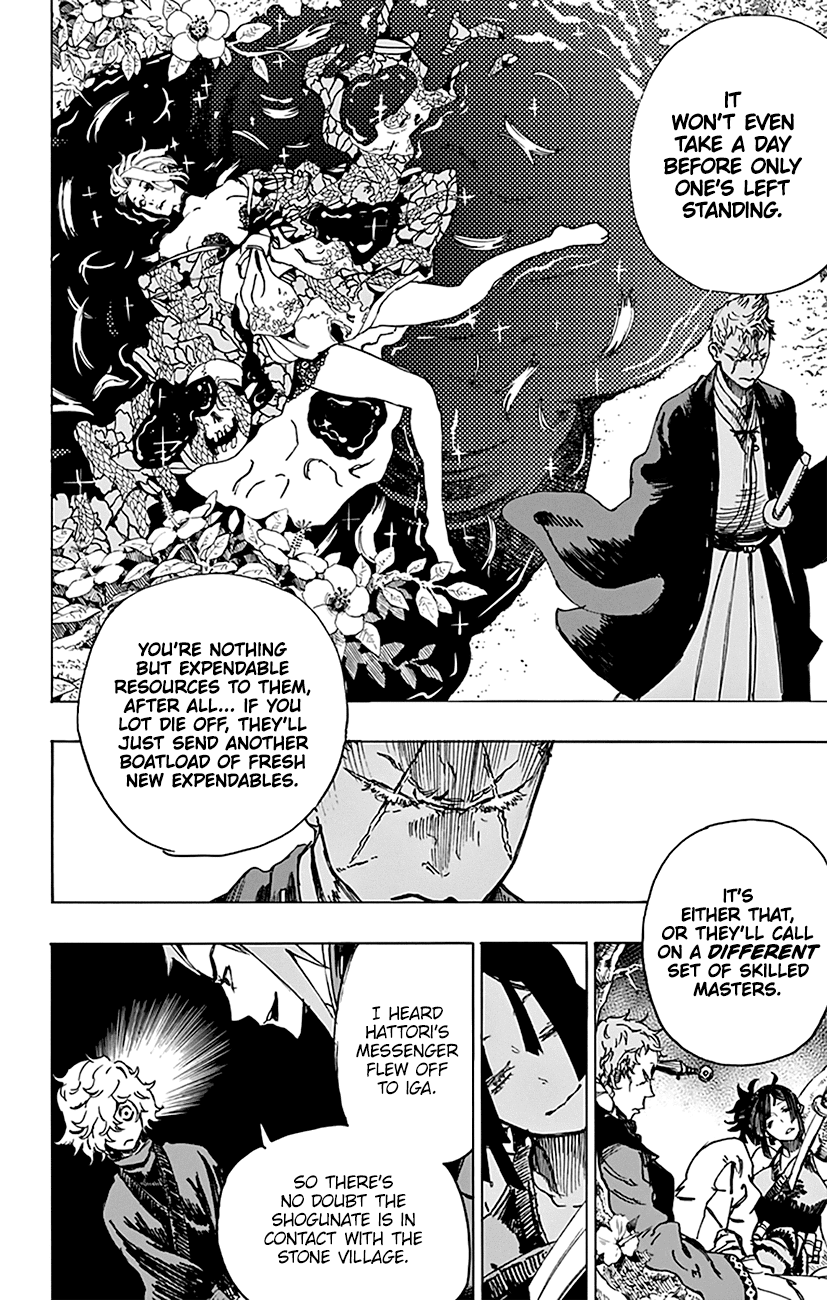 IT
WON'T EVEN
TAKE A DAY
BEFORE ONLY
ONE'S LEFT
STANDING.
YOU'RE NOTHING
BUT EXPENDABLE
RESOURCES TO THEM,
AFTER ALL... IF YOU
LOT DIE OFF, THEY'LL
JUST SEND ANOTHER
BOATLOAD OF FRESH
NEW EXPENDABLES.
IT'S
EITHER THAT,
OR THEY'LL CALL
ON A DIFFERENT
SET OF SKILLED
MASTERS.
I HEARD
HATTORI'S
MESSENGER
FLEW OFF
TO IGA.
SO THERE'S
NO DOUBT THE
SHOGUNATE IS IN
CONTACT WITH THE
STONE VILLAGE.